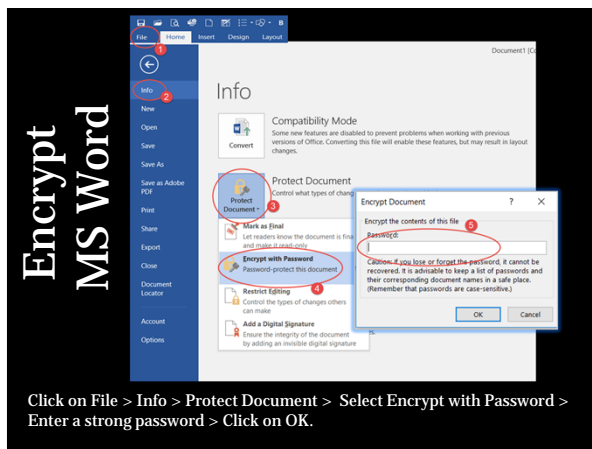 Encrypt
MS Word
File Home Insert Design Layout
1
Document1 [Co
Info
2
New
Open
Save
Save As
Save as Adobe
PDF
Print
Share
Export
Close
Document
Locator
Account
Options
Info
Convert
Compatibility Mode
Some new features are disabled to prevent problems when working with previous
versions of Office. Converting this file will enable these features, but may result in layout
changes.
Protect
Document
3
Protect Document
Control what types of chang
Mark as Final
Let readers know the document is fina
and make it read-only
Encrypt with Password
Password-protect this document
4
Restrict Editing
Control the types of changes others
can make
Add a Digital Signature
Ensure the integrity of the document
by adding an invisible digital signature
es.
Encrypt Document ? ×
Encrypt the contents of this file
5
Password:
Caution: If you lose or forget the password, it cannot be
recovered. It is advisable to keep a list of passwords and
their corresponding document names in a safe place.
(Remember that passwords are case-sensitive.)
OK Cancel
Click on File > Info > Protect Document > Select Encrypt with Password >
Enter a strong password > Click on OK.